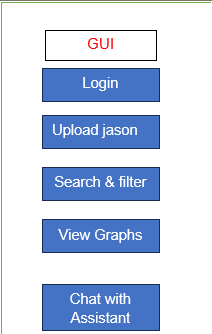 GUI
Login
Upload jason
Search & filter
View Graphs
Chat with
Assistant